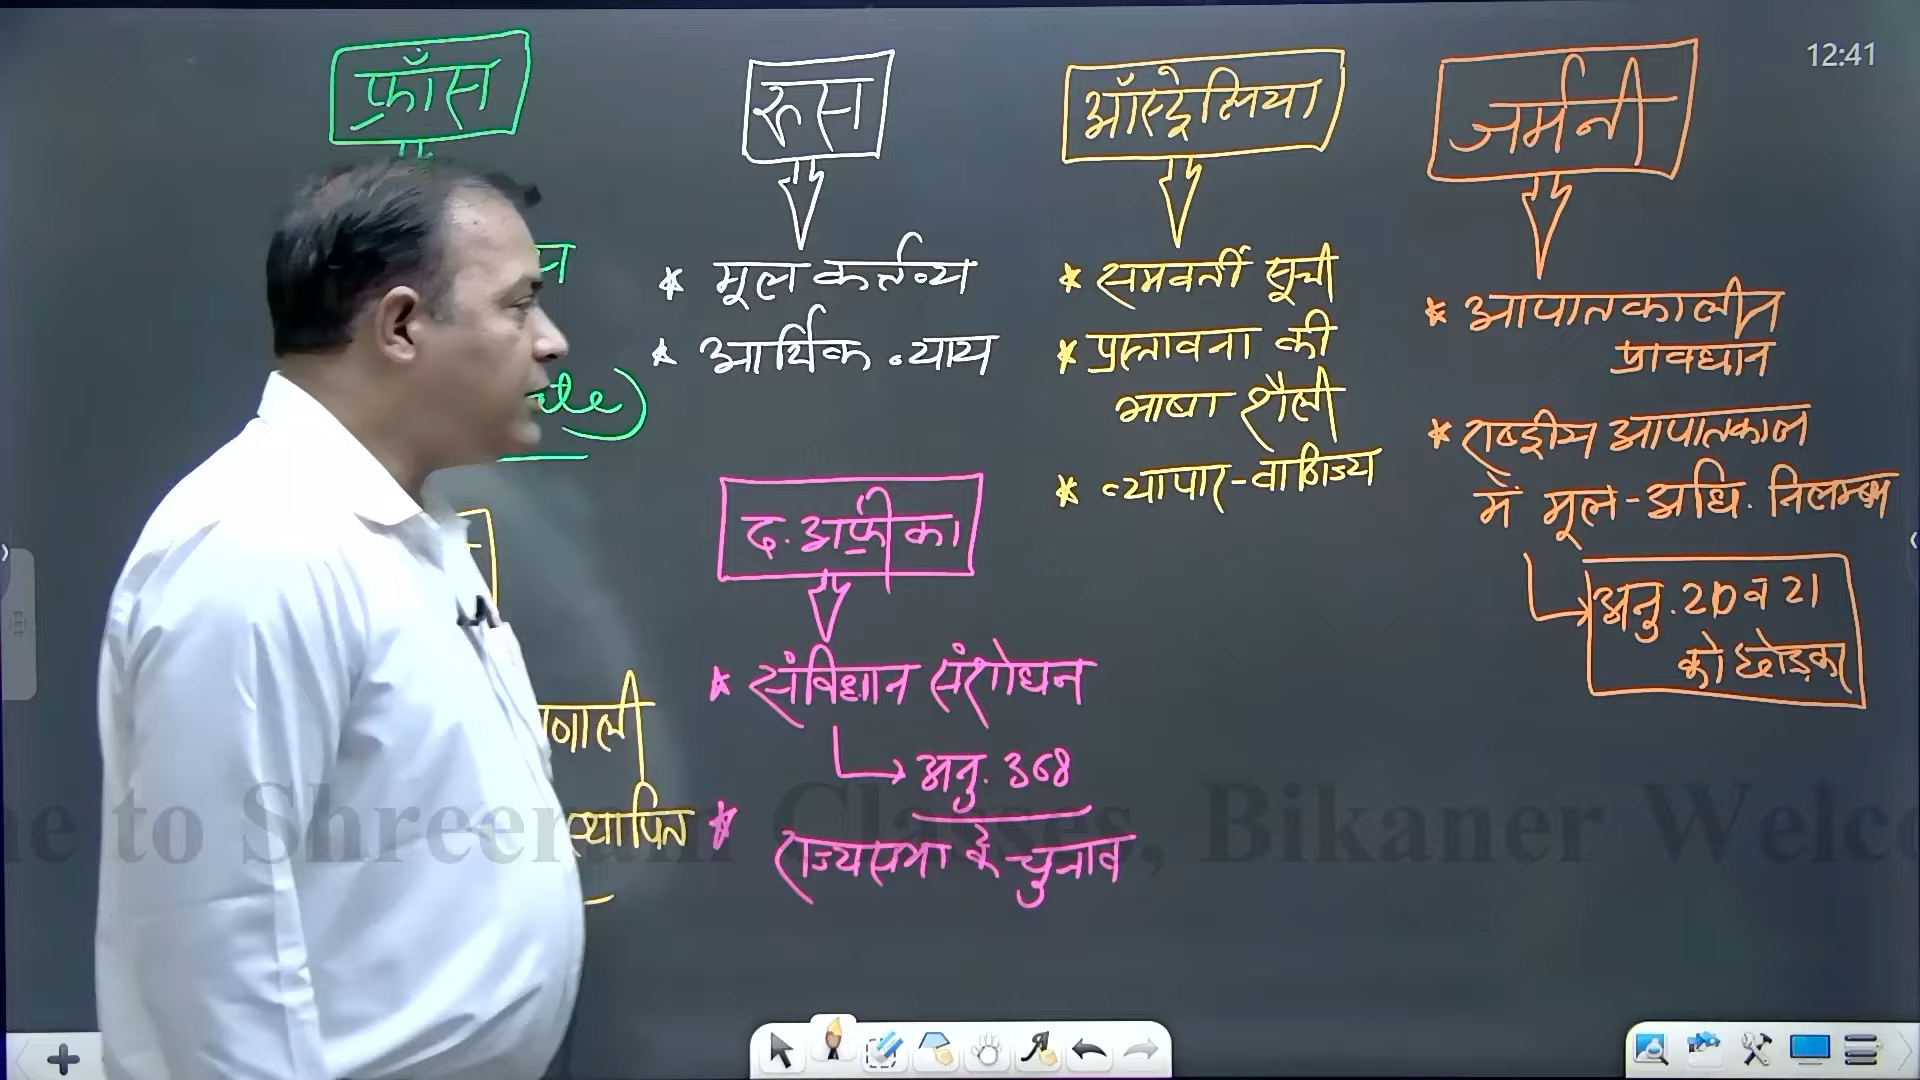 12:41
फ्राँस
रूस
* मूल कर्त्तव्य
* आर्थिक न्याय
ऑस्ट्रेलिया
* समवर्ती सूची
* प्रस्तावना की
भाषा शैली
* व्यापार-वाणिज्य
जर्मनी
* आपातकालीन
प्रावधान
* राष्ट्रीय आपातकाल
में मूल-अधि. निलम्बन
अनु. 20 व 21
को छोड़कर
द. अफ्रीका
* संविधान संशोधन
अनु. 368
* राज्यसभा के चुनाव
to Shreeram Classes, Bikaner